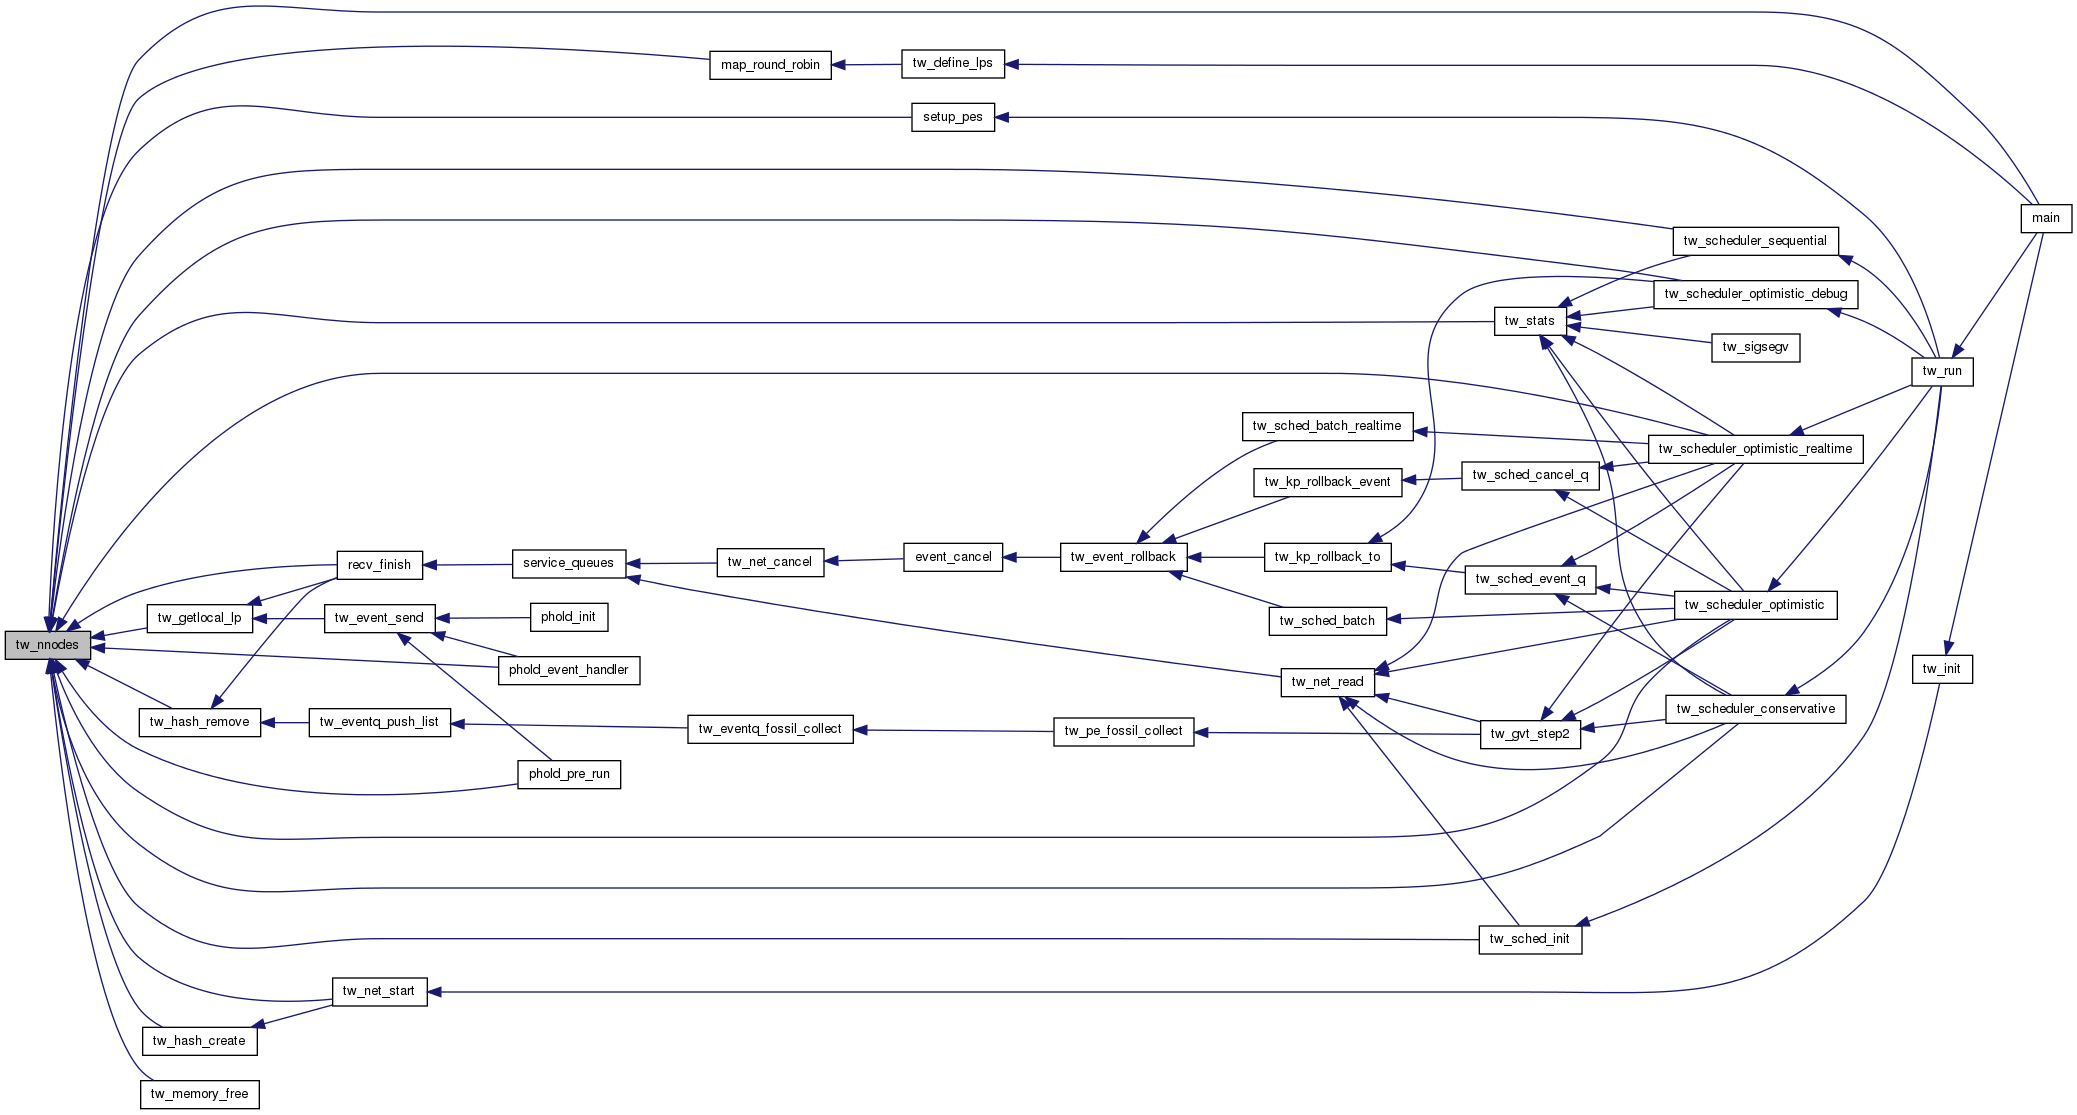 map_round_robin
tw_define_lps
setup_pes
main
tw_scheduler_sequential
tw_scheduler_optimistic_debug
tw_stats
tw_sigsegv
tw_run
tw_sched_batch_realtime
tw_scheduler_optimistic_realtime
tw_kp_rollback_event
tw_sched_cancel_q
recv_finish
service_queues
tw_net_cancel
event_cancel
tw_event_rollback
tw_kp_rollback_to
tw_sched_event_q
tw_getlocal_lp
tw_event_send
phold_init
tw_sched_batch
tw_scheduler_optimistic
tw_nnodes
phold_event_handler
tw_net_read
tw_init
tw_hash_remove
tw_eventq_push_list
tw_eventq_fossil_collect
tw_pe_fossil_collect
tw_gvt_step2
tw_scheduler_conservative
phold_pre_run
tw_sched_init
tw_net_start
tw_hash_create
tw_memory_free